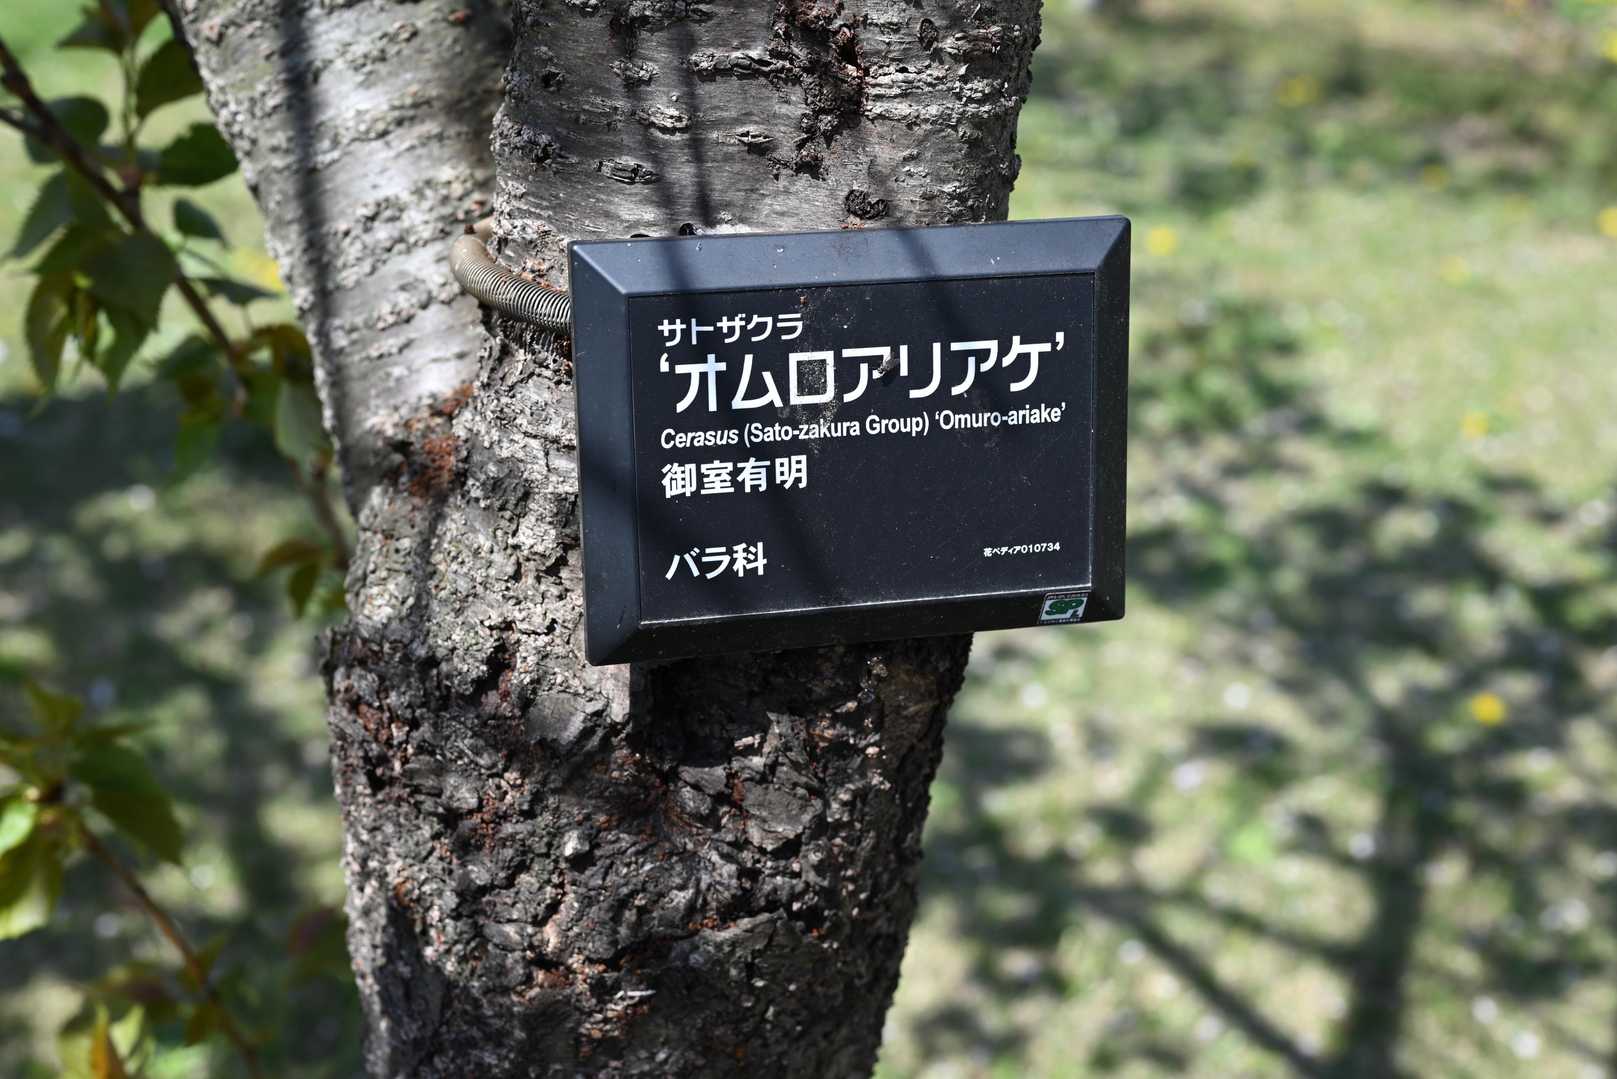 サトザクラ
‘オムロアリアケ’
Cerasus (Sato-zakura Group) ‘Omuro-ariake’
御室有明
バラ科
花ペディア010734